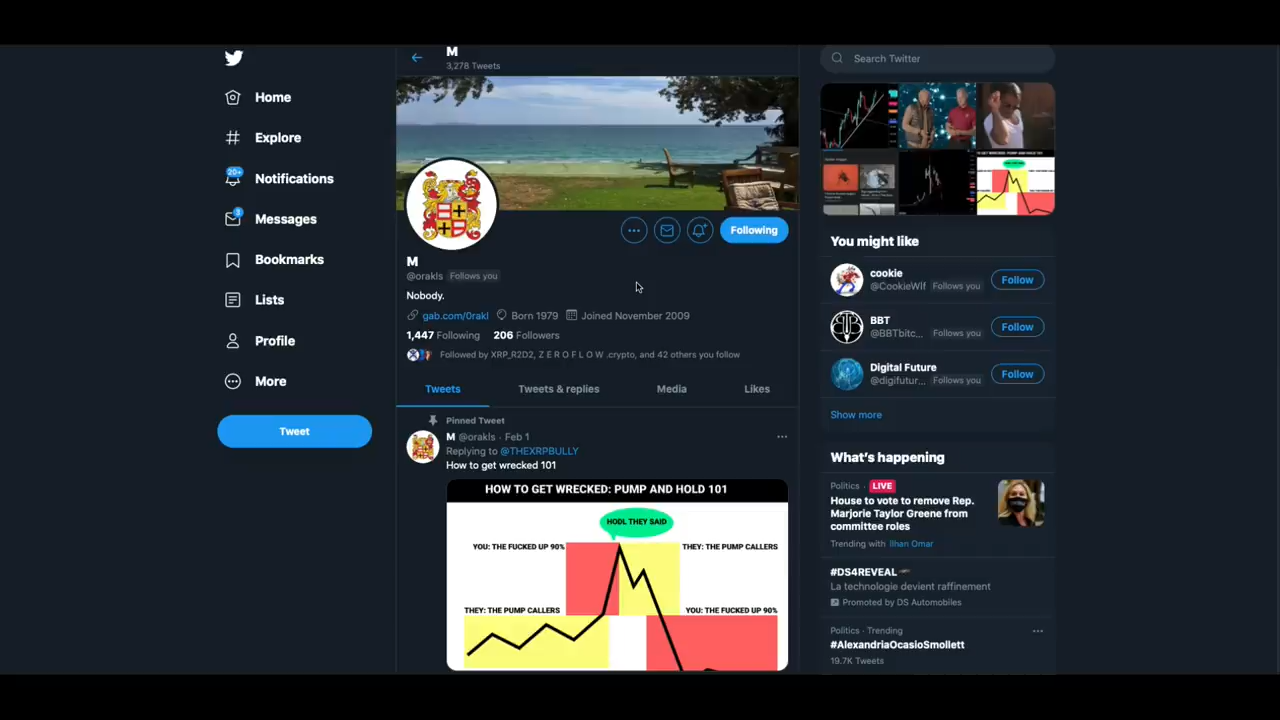 Home
Explore
20+
Notifications
Messages
Bookmarks
Lists
Profile
More
Tweet
M
3,278 Tweets
Following
M
@orakls Follows you
Nobody.
gab.com/0rakl Born 1979 Joined November 2009
1,447 Following 206 Followers
Followed by XRP_R2D2, Z E R O F L O W .crypto, and 42 others you follow
Tweets Tweets & replies Media Likes
Pinned Tweet
M @orakls · Feb 1
Replying to @THEXRPBULLY
How to get wrecked 101
HOW TO GET WRECKED: PUMP AND HOLD 101
HODL THEY SAID
YOU: THE FUCKED UP 90% THEY: THE PUMP CALLERS
THEY: THE PUMP CALLERS YOU: THE FUCKED UP 90%
Search Twitter
You might like
cookie
@CookieWlf Follows you
Follow
BBT
@BBTbitc... Follows you
Follow
Digital Future
@digifutur... Follows you
Follow
Show more
What's happening
Politics · LIVE
House to vote to remove Rep.
Marjorie Taylor Greene from
committee roles
Trending with Ilhan Omar
#DS4REVEAL
La technologie devient raffinement
Promoted by DS Automobiles
Politics · Trending
#AlexandriaOcasioSmollett
19.7K Tweets